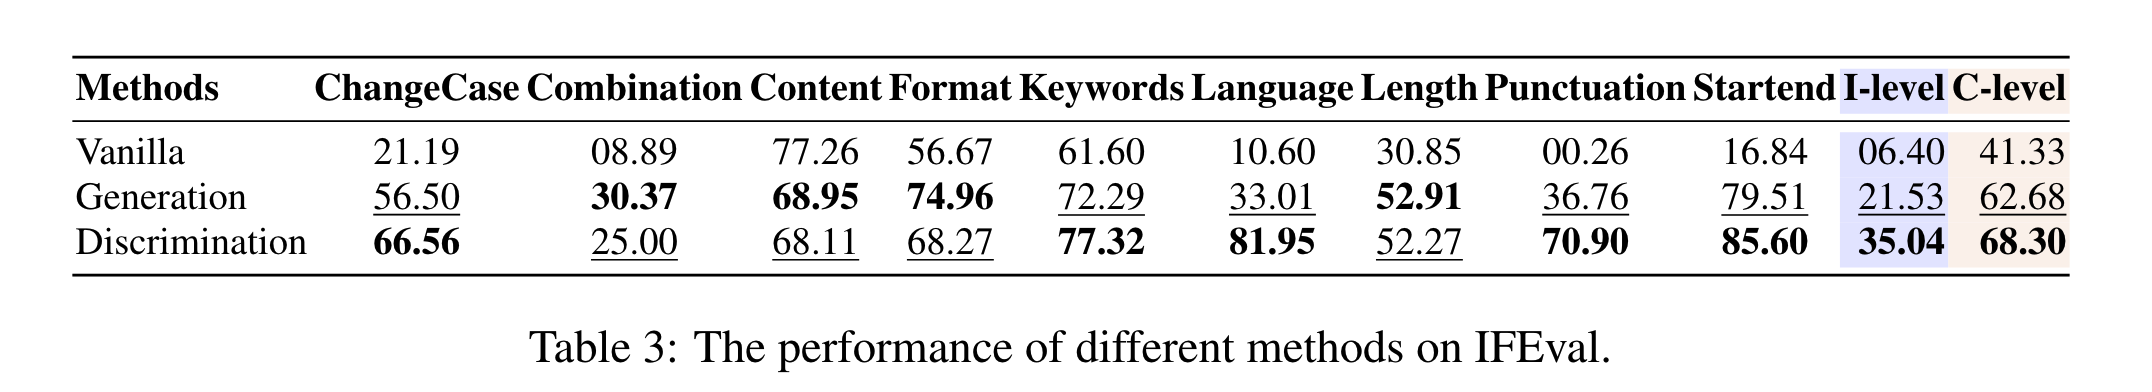 Methods ChangeCase Combination Content Format Keywords Language Length Punctuation Startend I-level C-level
Vanilla 21.19 08.89 77.26 56.67 61.60 10.60 30.85 00.26 16.84 06.40 41.33
Generation 56.50 30.37 68.95 74.96 72.29 33.01 52.91 36.76 79.51 21.53 62.68
Discrimination 66.56 25.00 68.11 68.27 77.32 81.95 52.27 70.90 85.60 35.04 68.30
Table 3: The performance of different methods on IFEval.